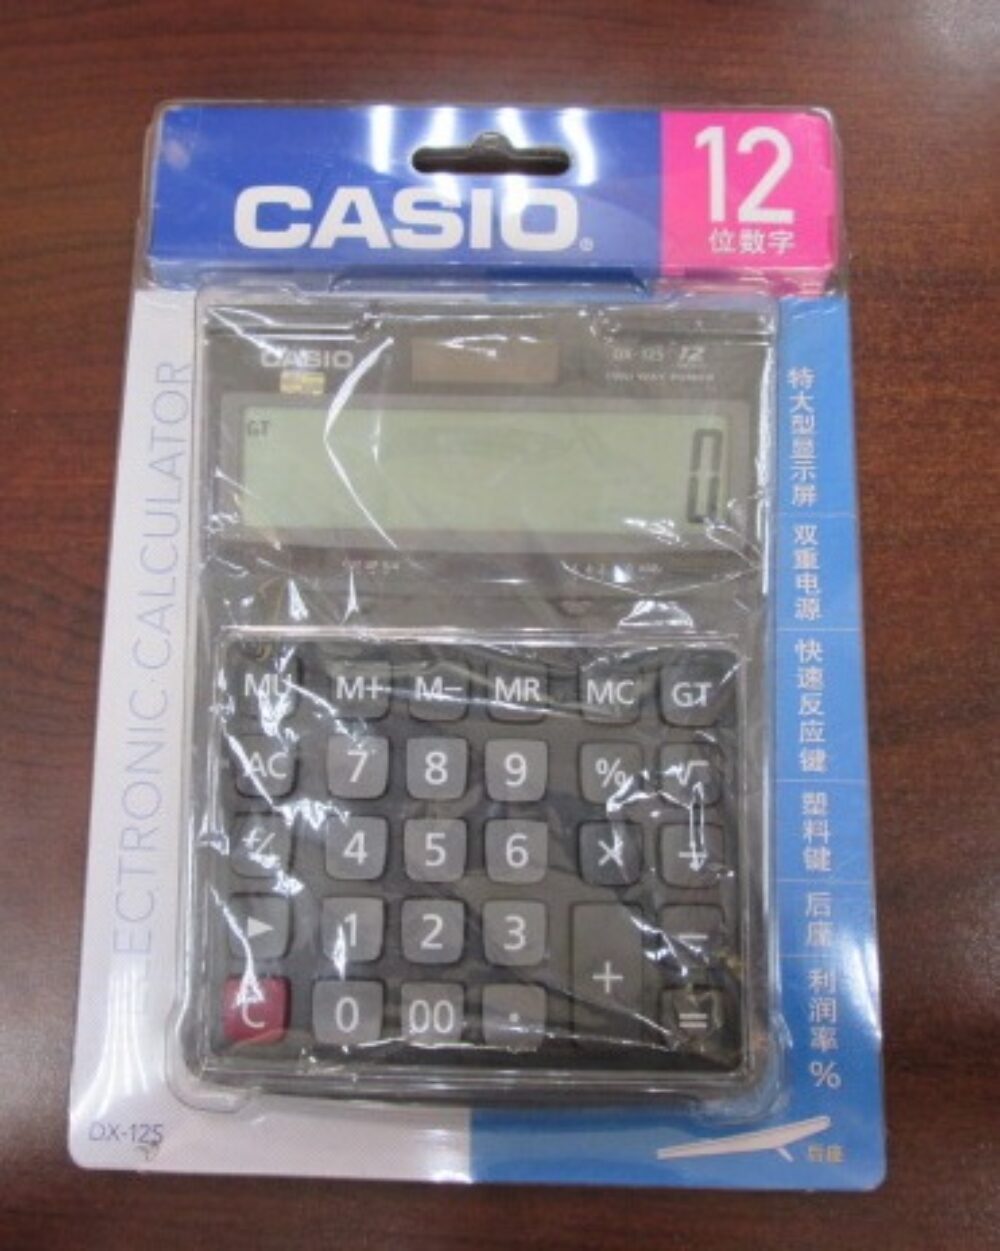 CASIO®
12
位数字
ELECTRONIC CALCULATOR
CASIO
DX-125 12
TWO WAY POWER
GT
0
特大型显示屏
双重电源
快速反应键
塑料键
后座
利润率%
MU M+ M− MR MC GT
AC 7 8 9 % √
+/− 4 5 6 × ÷
▶ 1 2 3 −
C 0 00 · + =
DX-125
后座